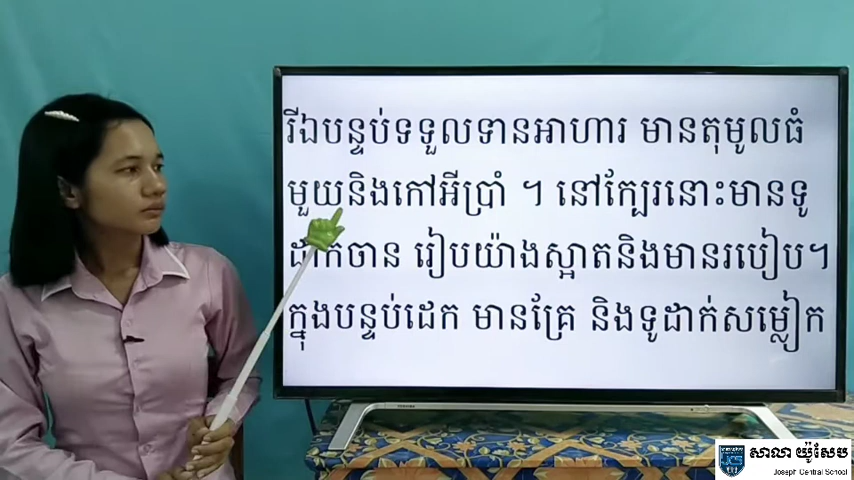 រីឯបន្ទប់ទទួលទានអាហារ មានតុមូលធំ
មួយនិងកៅអីប្រាំ ។ នៅក្បែរនោះមានទូ
ដាក់ចាន រៀបយ៉ាងស្អាតនិងមានរបៀប។
ក្នុងបន្ទប់ដេក មានគ្រែ និងទូដាក់សម្លៀក
TOSHIBA
JCS
សាលា យ៉ូសែប
Joseph Central School